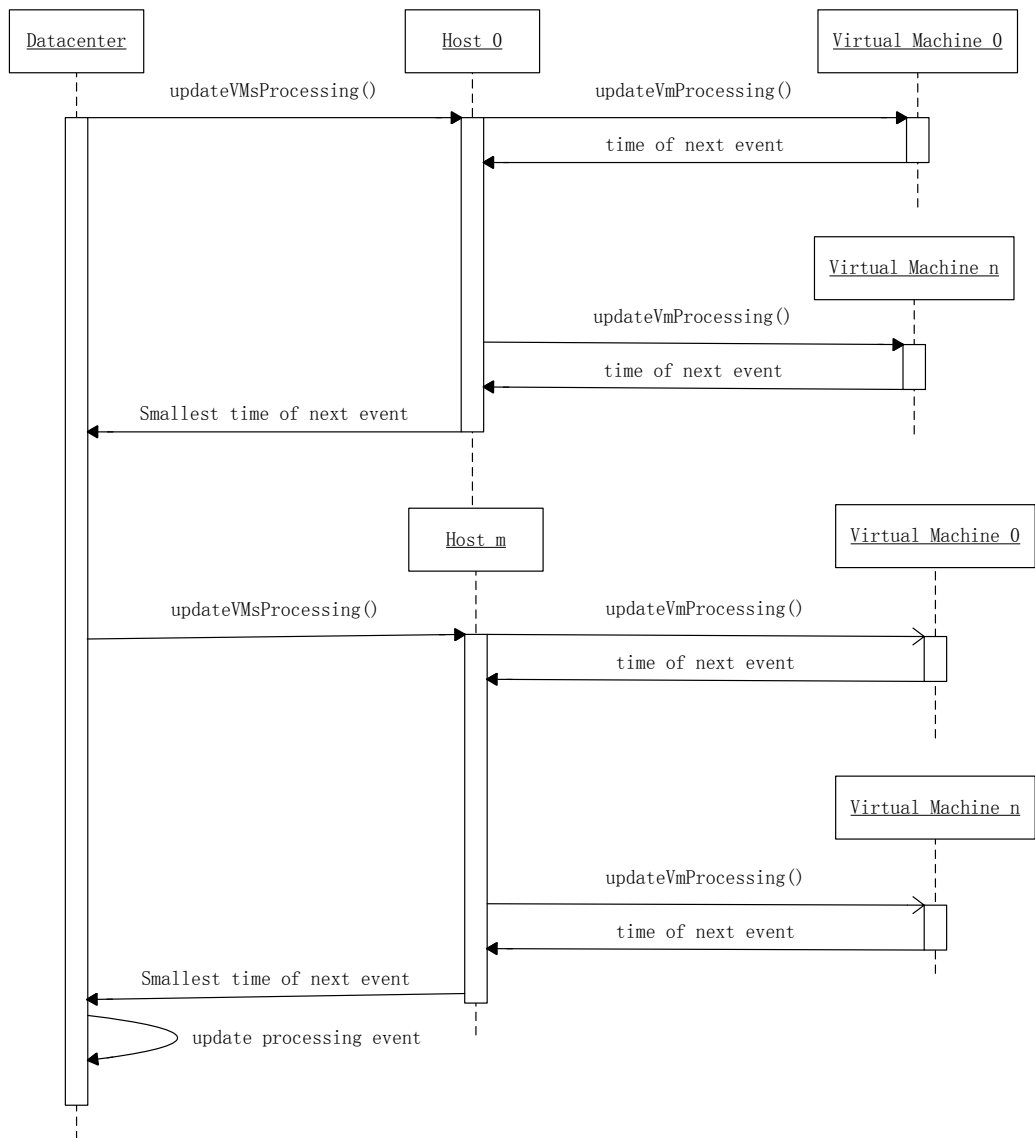 Datacenter
Host 0
Virtual Machine 0
updateVMsProcessing()
updateVmProcessing()
time of next event
Virtual Machine n
updateVmProcessing()
time of next event
Smallest time of next event
Host m
Virtual Machine 0
updateVMsProcessing()
updateVmProcessing()
time of next event
Virtual Machine n
updateVmProcessing()
time of next event
Smallest time of next event
update processing event